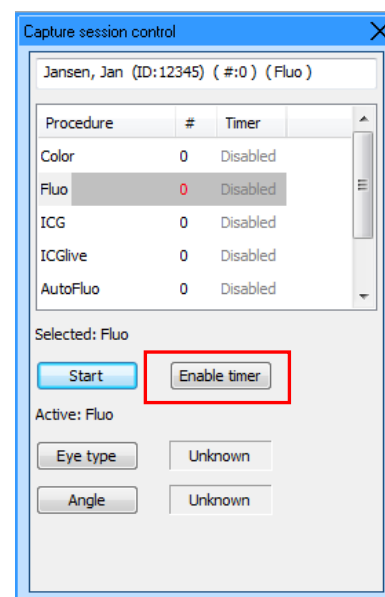 Capture session control
Jansen, Jan (ID:12345) ( #:0 ) ( Fluo )
Procedure # Timer
Color 0 Disabled
Fluo 0 Disabled
ICG 0 Disabled
ICGlive 0 Disabled
AutoFluo 0 Disabled
Selected: Fluo
Start Enable timer
Active: Fluo
Eye type Unknown
Angle Unknown